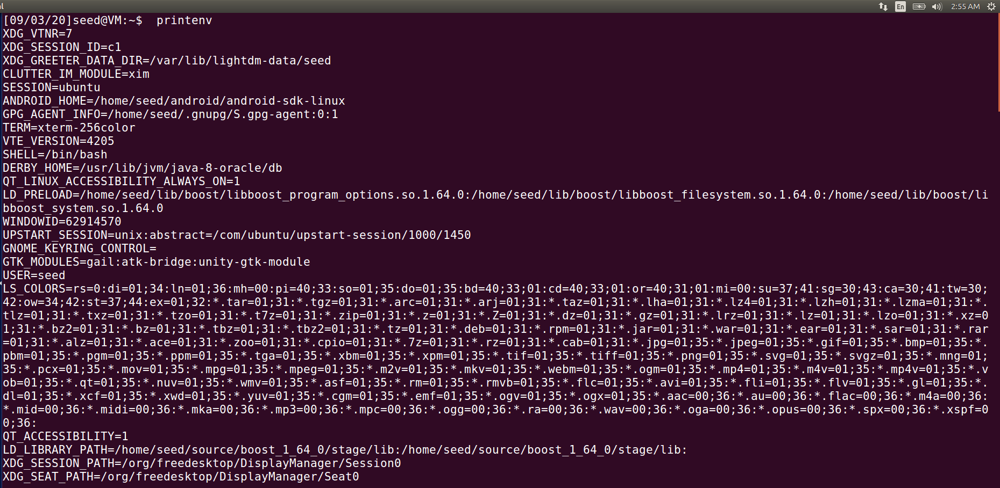 al
En
2:55 AM
[09/03/20]seed@VM:~$  printenv
XDG_VTNR=7
XDG_SESSION_ID=c1
XDG_GREETER_DATA_DIR=/var/lib/lightdm-data/seed
CLUTTER_IM_MODULE=xim
SESSION=ubuntu
ANDROID_HOME=/home/seed/android/android-sdk-linux
GPG_AGENT_INFO=/home/seed/.gnupg/S.gpg-agent:0:1
TERM=xterm-256color
VTE_VERSION=4205
SHELL=/bin/bash
DERBY_HOME=/usr/lib/jvm/java-8-oracle/db
QT_LINUX_ACCESSIBILITY_ALWAYS_ON=1
LD_PRELOAD=/home/seed/lib/boost/libboost_program_options.so.1.64.0:/home/seed/lib/boost/libboost_filesystem.so.1.64.0:/home/seed/lib/boost/li
bboost_system.so.1.64.0
WINDOWID=62914570
UPSTART_SESSION=unix:abstract=/com/ubuntu/upstart-session/1000/1450
GNOME_KEYRING_CONTROL=
GTK_MODULES=gail:atk-bridge:unity-gtk-module
USER=seed
LS_COLORS=rs=0:di=01;34:ln=01;36:mh=00:pi=40;33:so=01;35:do=01;35:bd=40;33;01:cd=40;33;01:or=40;31;01:mi=00:su=37;41:sg=30;43:ca=30;41:tw=30;
42:ow=34;42:st=37;44:ex=01;32:*.tar=01;31:*.tgz=01;31:*.arc=01;31:*.arj=01;31:*.taz=01;31:*.lha=01;31:*.lz4=01;31:*.lzh=01;31:*.lzma=01;31:*.
tlz=01;31:*.txz=01;31:*.tzo=01;31:*.t7z=01;31:*.zip=01;31:*.z=01;31:*.Z=01;31:*.dz=01;31:*.gz=01;31:*.lrz=01;31:*.lz=01;31:*.lzo=01;31:*.xz=0
1;31:*.bz2=01;31:*.bz=01;31:*.tbz=01;31:*.tbz2=01;31:*.tz=01;31:*.deb=01;31:*.rpm=01;31:*.jar=01;31:*.war=01;31:*.ear=01;31:*.sar=01;31:*.rar
=01;31:*.alz=01;31:*.ace=01;31:*.zoo=01;31:*.cpio=01;31:*.7z=01;31:*.rz=01;31:*.cab=01;31:*.jpg=01;35:*.jpeg=01;35:*.gif=01;35:*.bmp=01;35:*.
pbm=01;35:*.pgm=01;35:*.ppm=01;35:*.tga=01;35:*.xbm=01;35:*.xpm=01;35:*.tif=01;35:*.tiff=01;35:*.png=01;35:*.svg=01;35:*.svgz=01;35:*.mng=01;
35:*.pcx=01;35:*.mov=01;35:*.mpg=01;35:*.mpeg=01;35:*.m2v=01;35:*.mkv=01;35:*.webm=01;35:*.ogm=01;35:*.mp4=01;35:*.m4v=01;35:*.mp4v=01;35:*.v
ob=01;35:*.qt=01;35:*.nuv=01;35:*.wmv=01;35:*.asf=01;35:*.rm=01;35:*.rmvb=01;35:*.flc=01;35:*.avi=01;35:*.fli=01;35:*.flv=01;35:*.gl=01;35:*.
dl=01;35:*.xcf=01;35:*.xwd=01;35:*.yuv=01;35:*.cgm=01;35:*.emf=01;35:*.ogv=01;35:*.ogx=01;35:*.aac=00;36:*.au=00;36:*.flac=00;36:*.m4a=00;36:
*.mid=00;36:*.midi=00;36:*.mka=00;36:*.mp3=00;36:*.mpc=00;36:*.ogg=00;36:*.ra=00;36:*.wav=00;36:*.oga=00;36:*.opus=00;36:*.spx=00;36:*.xspf=0
0;36:
QT_ACCESSIBILITY=1
LD_LIBRARY_PATH=/home/seed/source/boost_1_64_0/stage/lib:/home/seed/source/boost_1_64_0/stage/lib:
XDG_SESSION_PATH=/org/freedesktop/DisplayManager/Session0
XDG_SEAT_PATH=/org/freedesktop/DisplayManager/Seat0